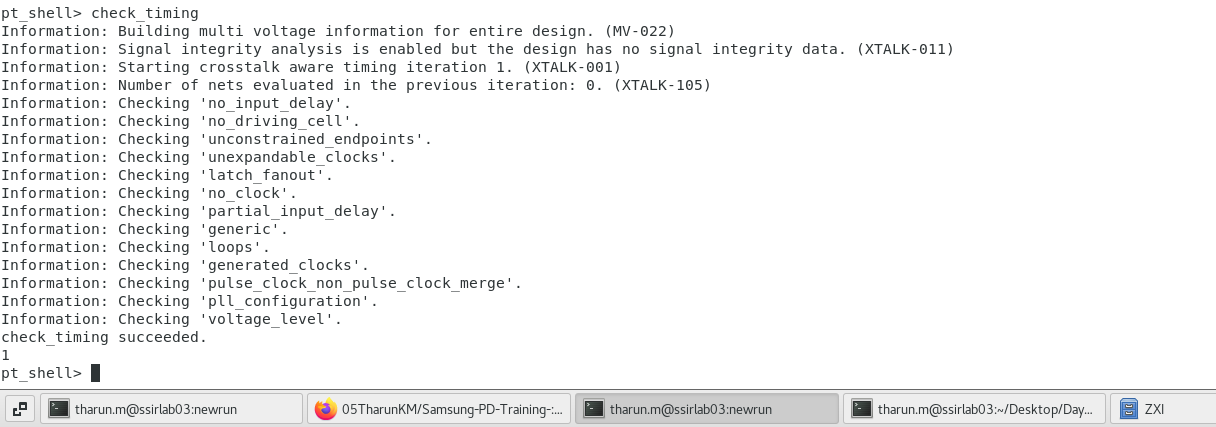 pt_shell> check_timing
Information: Building multi voltage information for entire design. (MV-022)
Information: Signal integrity analysis is enabled but the design has no signal integrity data. (XTALK-011)
Information: Starting crosstalk aware timing iteration 1. (XTALK-001)
Information: Number of nets evaluated in the previous iteration: 0. (XTALK-105)
Information: Checking 'no_input_delay'.
Information: Checking 'no_driving_cell'.
Information: Checking 'unconstrained_endpoints'.
Information: Checking 'unexpandable_clocks'.
Information: Checking 'latch_fanout'.
Information: Checking 'no_clock'.
Information: Checking 'partial_input_delay'.
Information: Checking 'generic'.
Information: Checking 'loops'.
Information: Checking 'generated_clocks'.
Information: Checking 'pulse_clock_non_pulse_clock_merge'.
Information: Checking 'pll_configuration'.
Information: Checking 'voltage_level'.
check_timing succeeded.
1
pt_shell>
tharun.m@ssirlab03:newrun 05TharunKM/Samsung-PD-Training-:... tharun.m@ssirlab03:newrun tharun.m@ssirlab03:~/Desktop/Day... ZXI